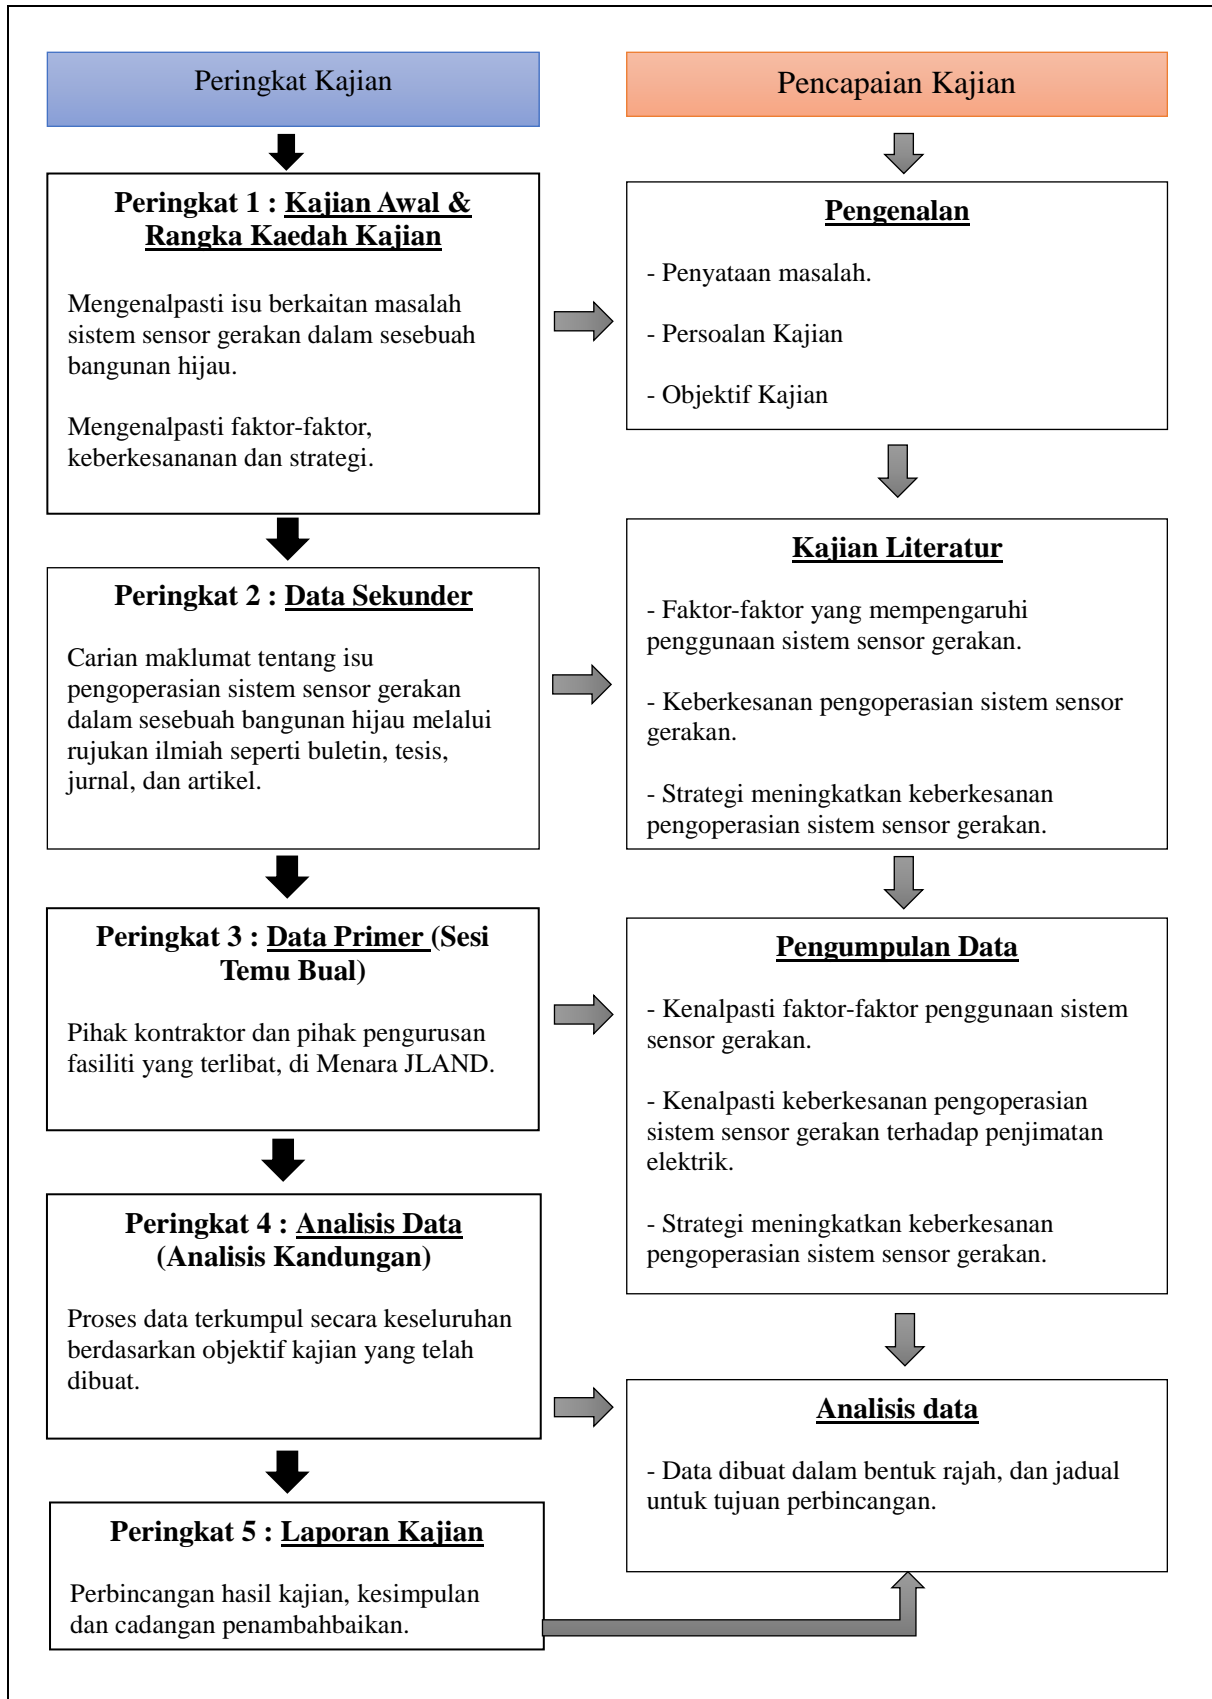 Peringkat Kajian
Pencapaian Kajian
Peringkat 1 : Kajian Awal &
Rangka Kaedah Kajian
Mengenalpasti isu berkaitan masalah
sistem sensor gerakan dalam sesebuah
bangunan hijau.
Mengenalpasti faktor-faktor,
keberkesananan dan strategi.
Pengenalan
- Penyataan masalah.
- Persoalan Kajian
- Objektif Kajian
Peringkat 2 : Data Sekunder
Carian maklumat tentang isu
pengoperasian sistem sensor gerakan
dalam sesebuah bangunan hijau melalui
rujukan ilmiah seperti buletin, tesis,
jurnal, dan artikel.
Kajian Literatur
- Faktor-faktor yang mempengaruhi
penggunaan sistem sensor gerakan.
- Keberkesanan pengoperasian sistem sensor
gerakan.
- Strategi meningkatkan keberkesanan
pengoperasian sistem sensor gerakan.
Peringkat 3 : Data Primer (Sesi
Temu Bual)
Pihak kontraktor dan pihak pengurusan
fasiliti yang terlibat, di Menara JLAND.
Pengumpulan Data
- Kenalpasti faktor-faktor penggunaan sistem
sensor gerakan.
- Kenalpasti keberkesanan pengoperasian
sistem sensor gerakan terhadap penjimatan
elektrik.
- Strategi meningkatkan keberkesanan
pengoperasian sistem sensor gerakan.
Peringkat 4 : Analisis Data
(Analisis Kandungan)
Proses data terkumpul secara keseluruhan
berdasarkan objektif kajian yang telah
dibuat.
Analisis data
- Data dibuat dalam bentuk rajah, dan jadual
untuk tujuan perbincangan.
Peringkat 5 : Laporan Kajian
Perbincangan hasil kajian, kesimpulan
dan cadangan penambahbaikan.